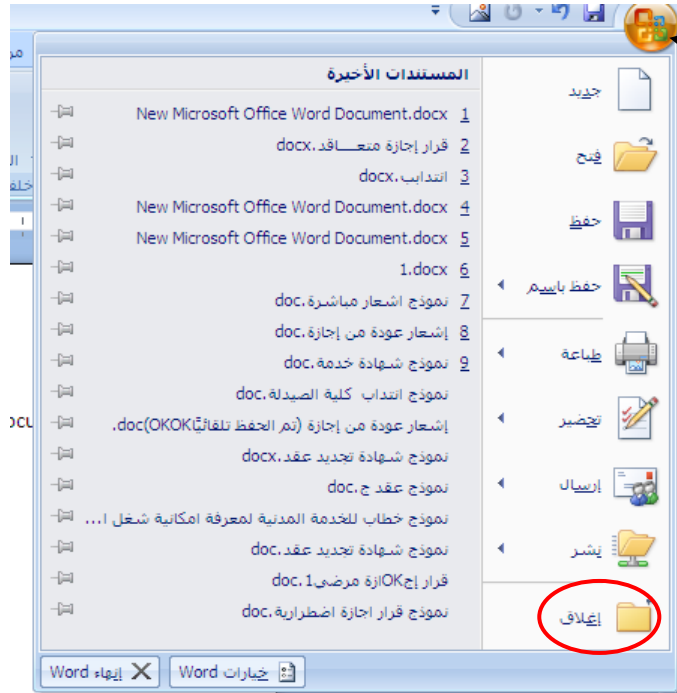 المستندات الأخيرة
1 New Microsoft Office Word Document.docx
2 قرار إجازة متعـــاقد.docx
3 انتداب.docx
4 New Microsoft Office Word Document.docx
5 New Microsoft Office Word Document.docx
6 1.docx
7 نموذج اشعار مباشرة.doc
8 إشعار عودة من إجازة.doc
9 نموذج شهادة خدمة.doc
نموذج انتداب كلية الصيدلة.doc
إشعار عودة من إجازة (تم الحفظ تلقائيًّاOKOK)doc.
نموذج شهادة تجديد عقد.docx
نموذج عقد ج.doc
نموذج خطاب للخدمة المدنية لمعرفة امكانية شغل ا...
نموذج شهادة تجديد عقد.doc
قرار إجOKازة مرضي1.doc
نموذج قرار اجازة اضطرارية.doc
جديد
فتح
حفظ
حفظ باسم
طباعة
تحضير
إرسال
نشر
إغلاق
خيارات Word
إنهاء Word